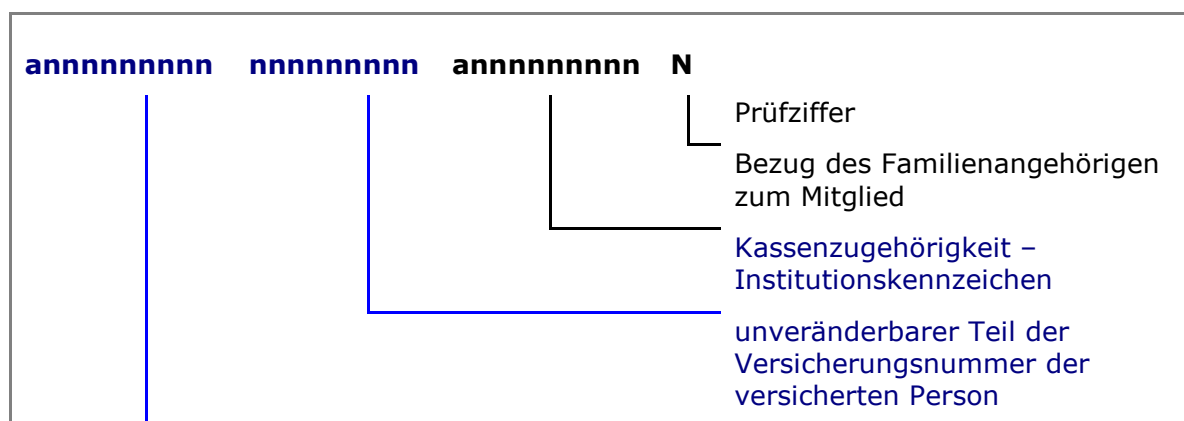 annnnnnnnn nnnnnnnnn annnnnnnnn N
Prüfziffer
Bezug des Familienangehörigen
zum Mitglied
Kassenzugehörigkeit –
Institutionskennzeichen
unveränderbarer Teil der
Versicherungsnummer der
versicherten Person